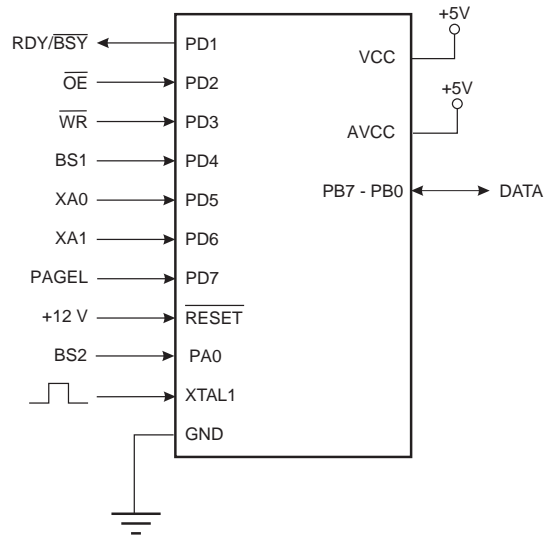 +5V
RDY/BSY PD1
VCC
OE PD2
+5V
WR PD3
AVCC
BS1 PD4
XA0 PD5 PB7 - PB0 DATA
XA1 PD6
PAGEL PD7
+12 V RESET
BS2 PA0
XTAL1
GND